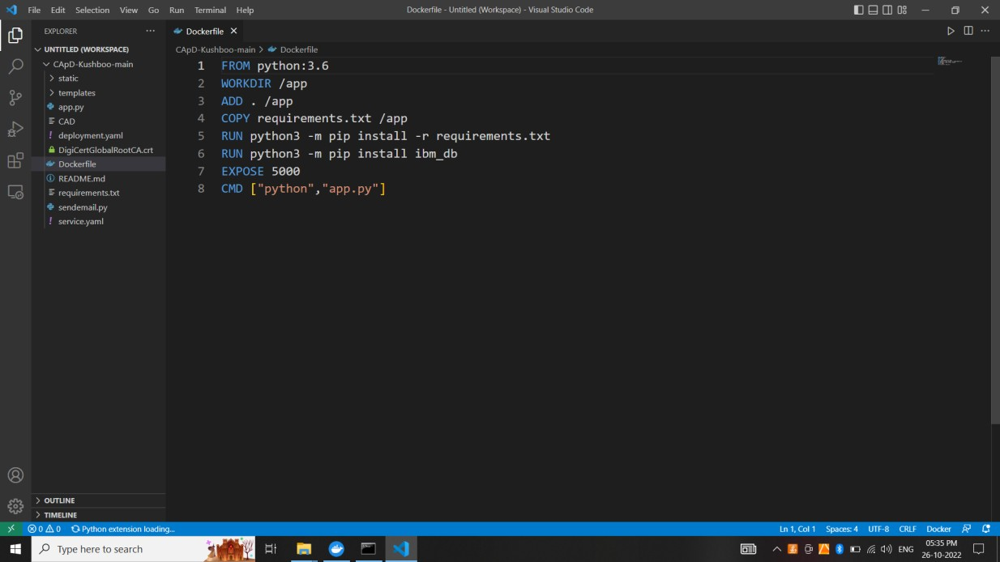 File Edit Selection View Go Run Terminal Help
Dockerfile - Untitled (Workspace) - Visual Studio Code
EXPLORER
UNTITLED (WORKSPACE)
CApD-Kushboo-main
static
templates
app.py
CAD
deployment.yaml
DigiCertGlobalRootCA.crt
Dockerfile
README.md
requirements.txt
sendemail.py
service.yaml
OUTLINE
TIMELINE
Dockerfile
CApD-Kushboo-main > Dockerfile
1 FROM python:3.6
2 WORKDIR /app
3 ADD . /app
4 COPY requirements.txt /app
5 RUN python3 -m pip install -r requirements.txt
6 RUN python3 -m pip install ibm_db
7 EXPOSE 5000
8 CMD ["python","app.py"]
0 0 Python extension loading...
Ln 1, Col 1 Spaces: 4 UTF-8 CRLF Docker
Type here to search
ENG
05:35 PM
26-10-2022